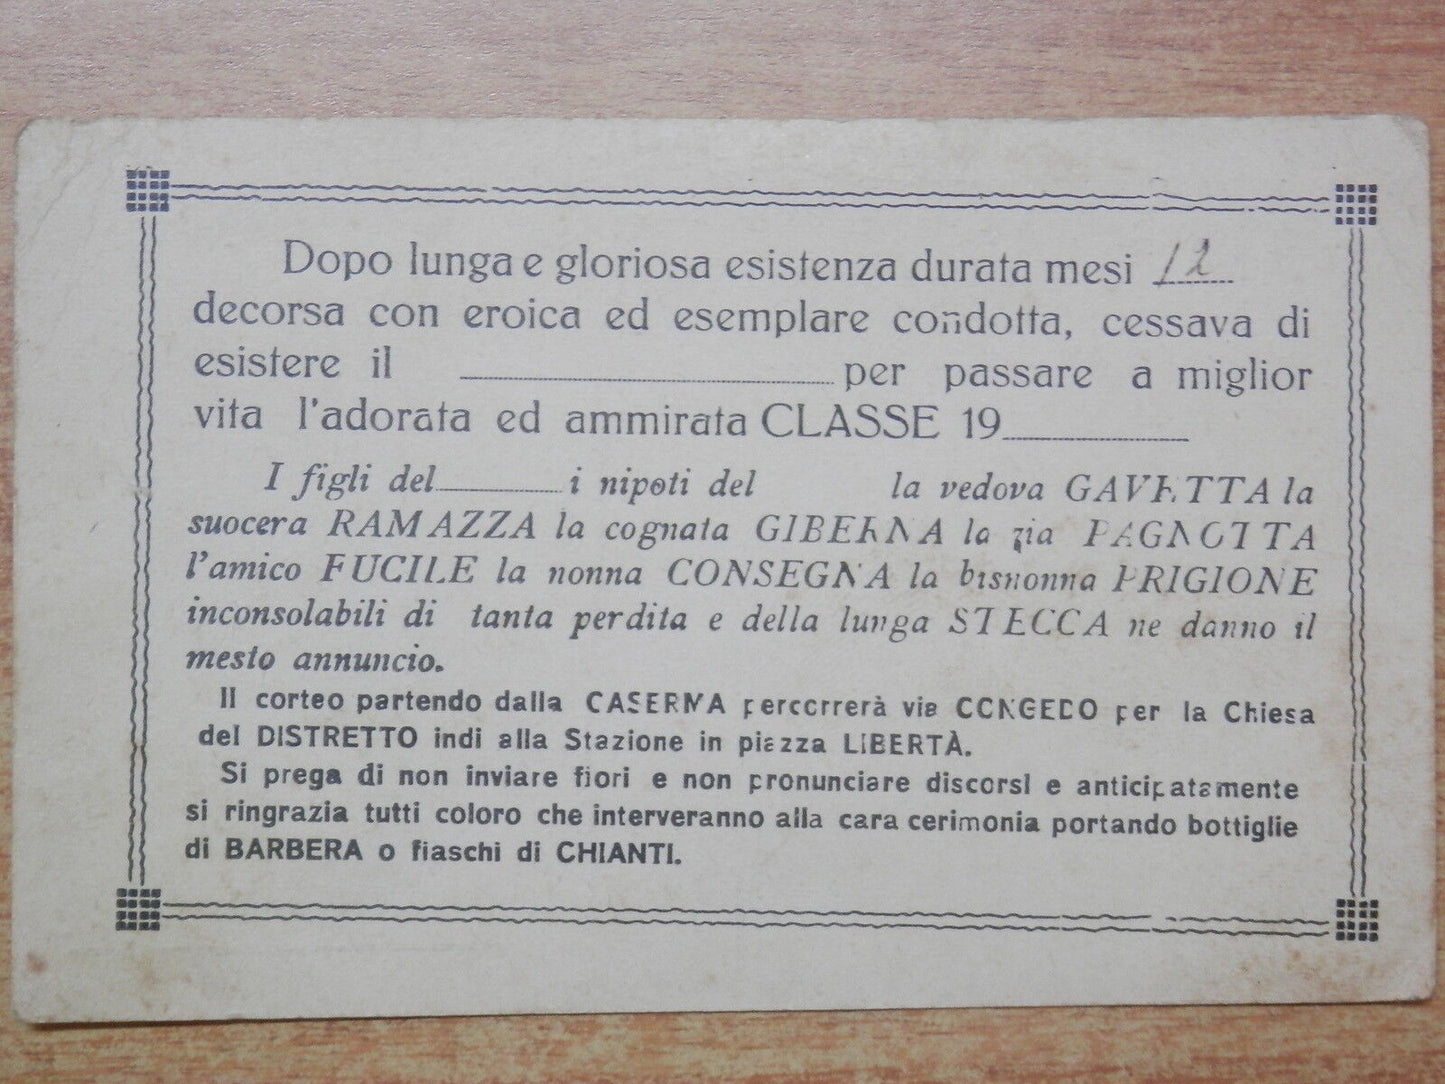 Dopo lunga e gloriosa esistenza durata mesi 12
decorsa con eroica ed esemplare condotta, cessava di
esistere il per passare a miglior
vita l'adorata ed ammirata CLASSE 19
I figli del i nipoti del la vedova GAVETTA la
suocera RAMAZZA la cognata GIBERNA la zia PAGNOTTA
l'amico FUCILE la nonna CONSEGNA la bisnonna PRIGIONE
inconsolabili di tanta perdita e della lunga STECCA ne danno il
mesto annuncio.
Il corteo partendo dalla CASERMA percorrerà via CONGEDO per la Chiesa
del DISTRETTO indi alla Stazione in piazza LIBERTÀ.
Si prega di non inviare fiori e non pronunciare discorsi e anticipatamente
si ringrazia tutti coloro che interveranno alla cara cerimonia portando bottiglie
di BARBERA o fiaschi di CHIANTI.